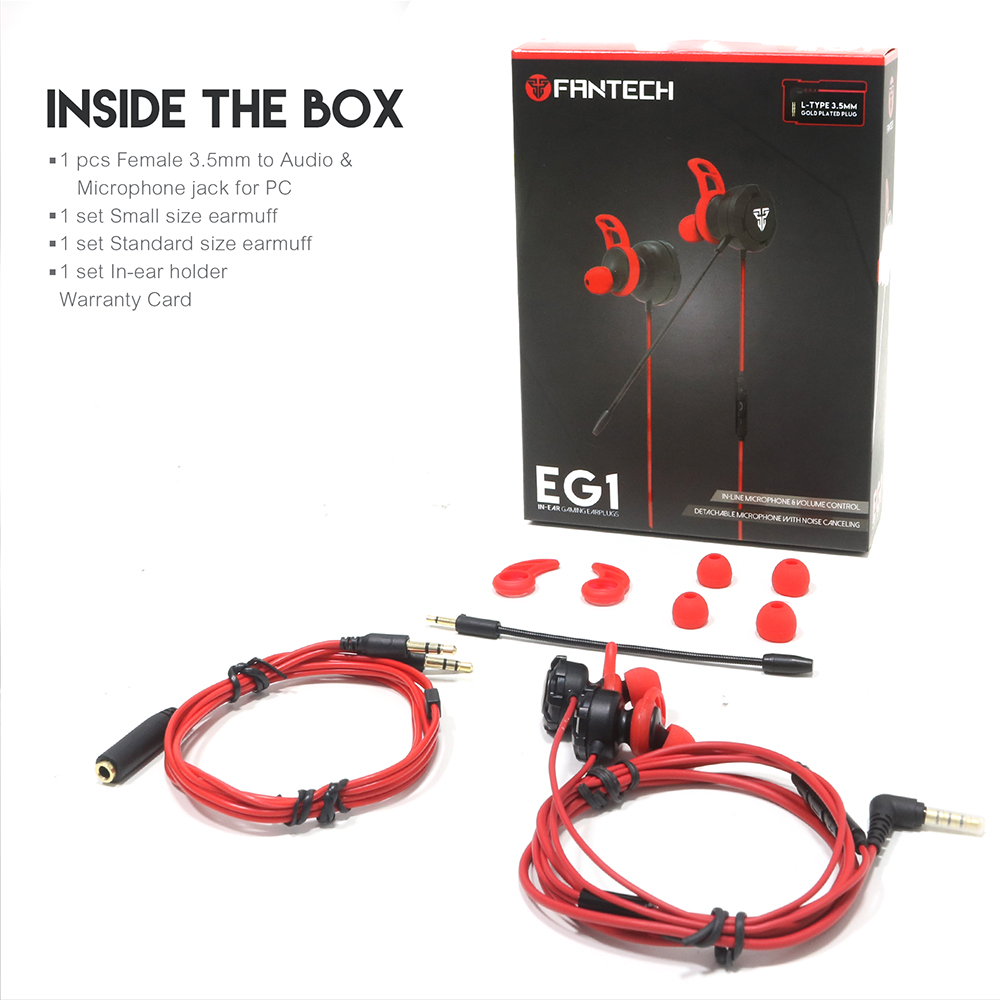 INSIDE THE BOX
▪1 pcs Female 3.5mm to Audio &
Microphone jack for PC
▪1 set Small size earmuff
▪1 set Standard size earmuff
▪1 set In-ear holder
Warranty Card
FANTECH
L-TYPE 3.5MM
GOLD PLATED PLUG
EG1
IN-EAR GAMING EARPLUGS
IN-LINE MICROPHONE & VOLUME CONTROL
DETACHABLE MICROPHONE WITH NOISE CANCELING